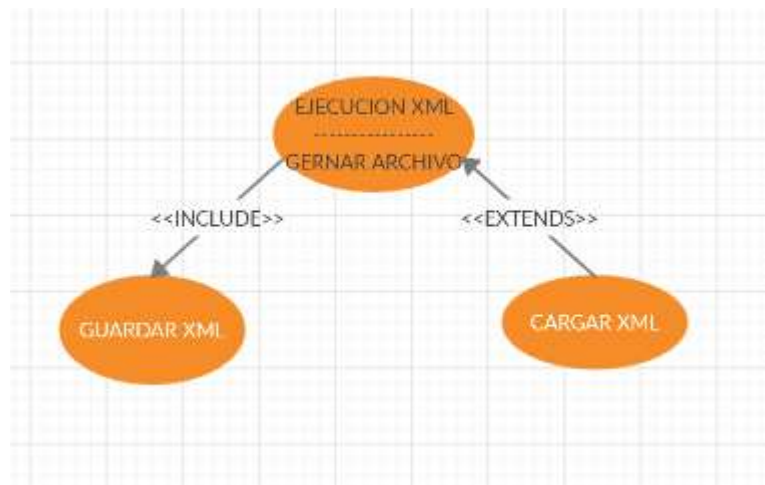 EJECUCION XML
----------------
GERNAR ARCHIVO
<<INCLUDE>>
<<EXTENDS>>
GUARDAR XML
CARGAR XML